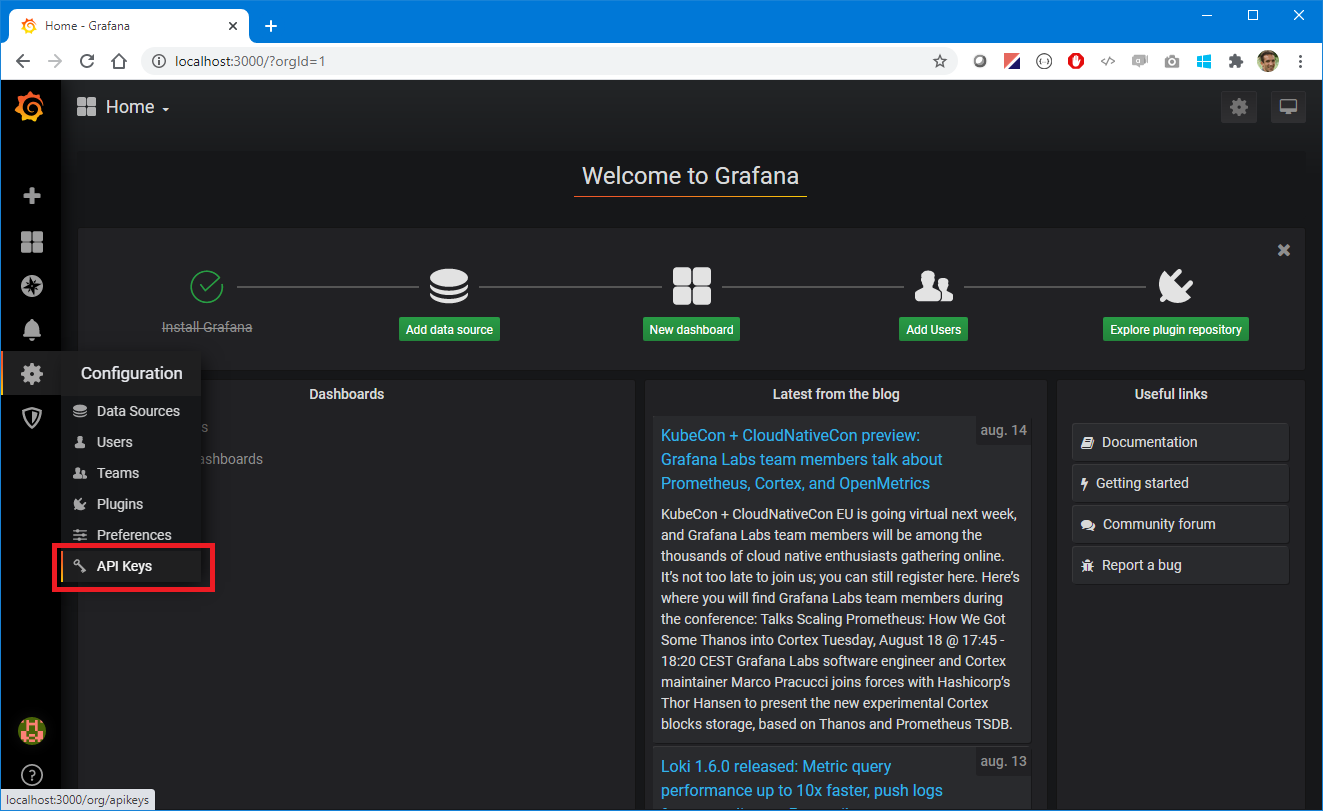 Home - Grafana
localhost:3000/?orgId=1
Home
Welcome to Grafana
Install Grafana
Add data source
New dashboard
Add Users
Explore plugin repository
Configuration
Data Sources
Users
Teams
Plugins
Preferences
API Keys
Dashboards
s
ashboards
Latest from the blog
KubeCon + CloudNativeCon preview:
Grafana Labs team members talk about
Prometheus, Cortex, and OpenMetrics
aug. 14
KubeCon + CloudNativeCon EU is going virtual next week,
and Grafana Labs team members will be among the
thousands of cloud native enthusiasts gathering online.
It's not too late to join us; you can still register here. Here's
where you will find Grafana Labs team members during
the conference: Talks Scaling Prometheus: How We Got
Some Thanos into Cortex Tuesday, August 18 @ 17:45 -
18:20 CEST Grafana Labs software engineer and Cortex
maintainer Marco Pracucci joins forces with Hashicorp's
Thor Hansen to present the new experimental Cortex
blocks storage, based on Thanos and Prometheus TSDB.
Loki 1.6.0 released: Metric query
performance up to 10x faster, push logs
aug. 13
Useful links
Documentation
Getting started
Community forum
Report a bug
localhost:3000/org/apikeys